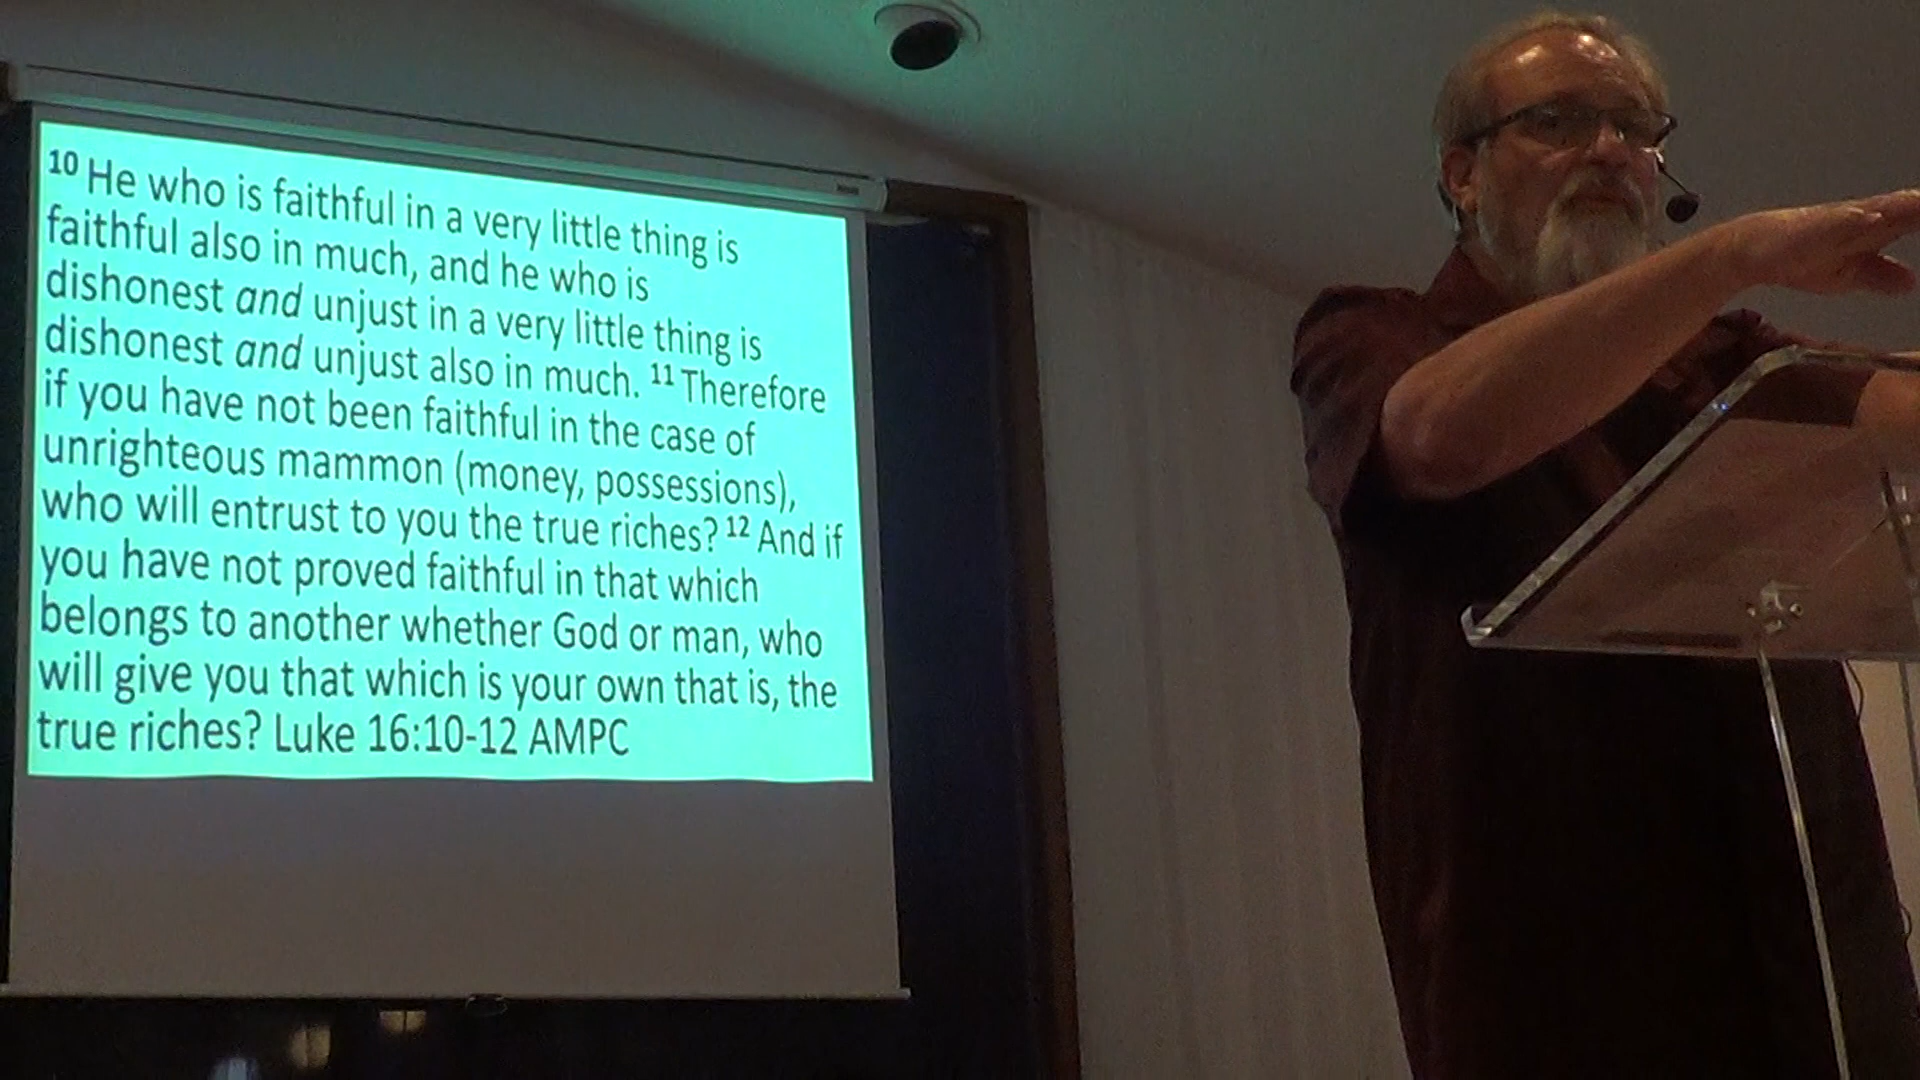 10 He who is faithful in a very little thing is
faithful also in much, and he who is
dishonest and unjust in a very little thing is
dishonest and unjust also in much. 11 Therefore
if you have not been faithful in the case of
unrighteous mammon (money, possessions),
who will entrust to you the true riches? 12 And if
you have not proved faithful in that which
belongs to another whether God or man, who
will give you that which is your own that is, the
true riches? Luke 16:10-12 AMPC